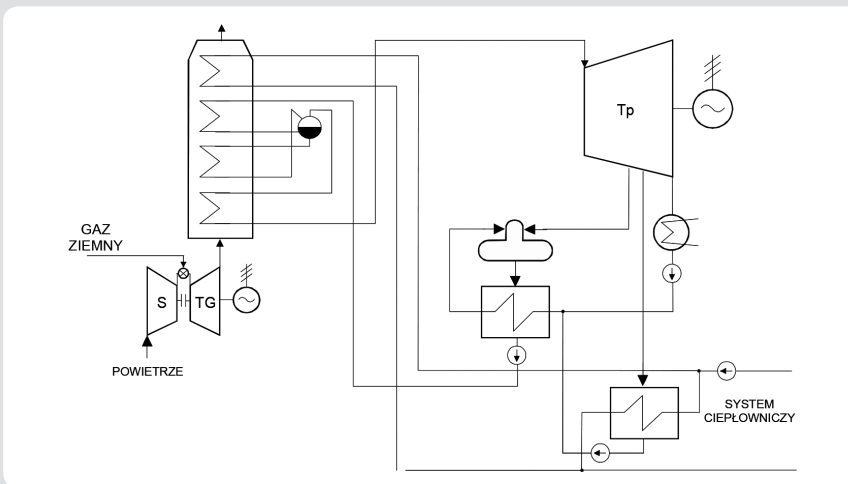 Tp
GAZ
ZIEMNY
S
TG
POWIETRZE
SYSTEM
CIEPŁOWNICZY